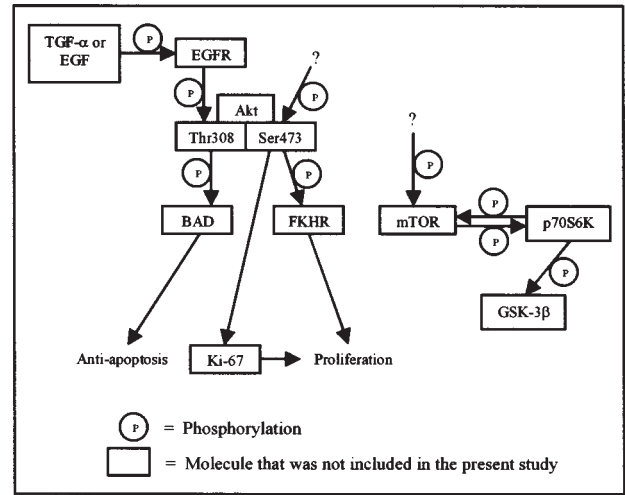 TGF-α or
EGF
P
EGFR
P
?
P
Akt
Thr308
Ser473
P
P
BAD
FKHR
?
P
mTOR
P
P
p70S6K
P
GSK-3β
Anti-apoptosis
Ki-67
Proliferation
P = Phosphorylation
= Molecule that was not included in the present study